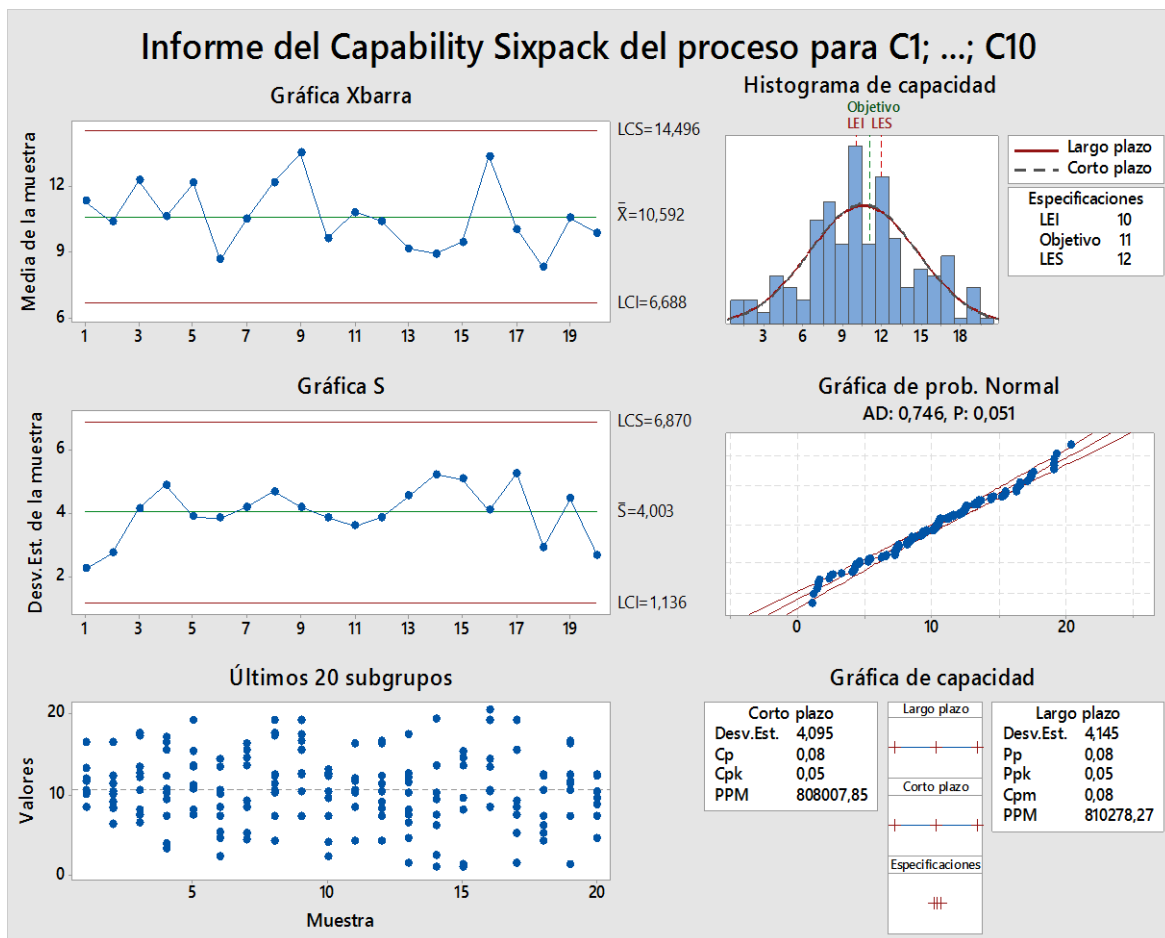 Informe del Capability Sixpack del proceso para C1; ...; C10
Gráfica Xbarra
Media de la muestra
12
9
6
1 3 5 7 9 11 13 15 17 19
LCS=14,496
X̿=10,592
LCI=6,688
Histograma de capacidad
Objetivo
LEI LES
3 6 9 12 15 18
Largo plazo
Corto plazo
Especificaciones
LEI 10
Objetivo 11
LES 12
Gráfica S
Desv.Est. de la muestra
6
4
2
1 3 5 7 9 11 13 15 17 19
LCS=6,870
S̅=4,003
LCI=1,136
Gráfica de prob. Normal
AD: 0,746, P: 0,051
0 10 20
Últimos 20 subgrupos
Valores
20
10
0
5 10 15 20
Muestra
Gráfica de capacidad
Corto plazo
Desv.Est. 4,095
Cp 0,08
Cpk 0,05
PPM 808007,85
Largo plazo
Corto plazo
Especificaciones
Largo plazo
Desv.Est. 4,145
Pp 0,08
Ppk 0,05
Cpm 0,08
PPM 810278,27